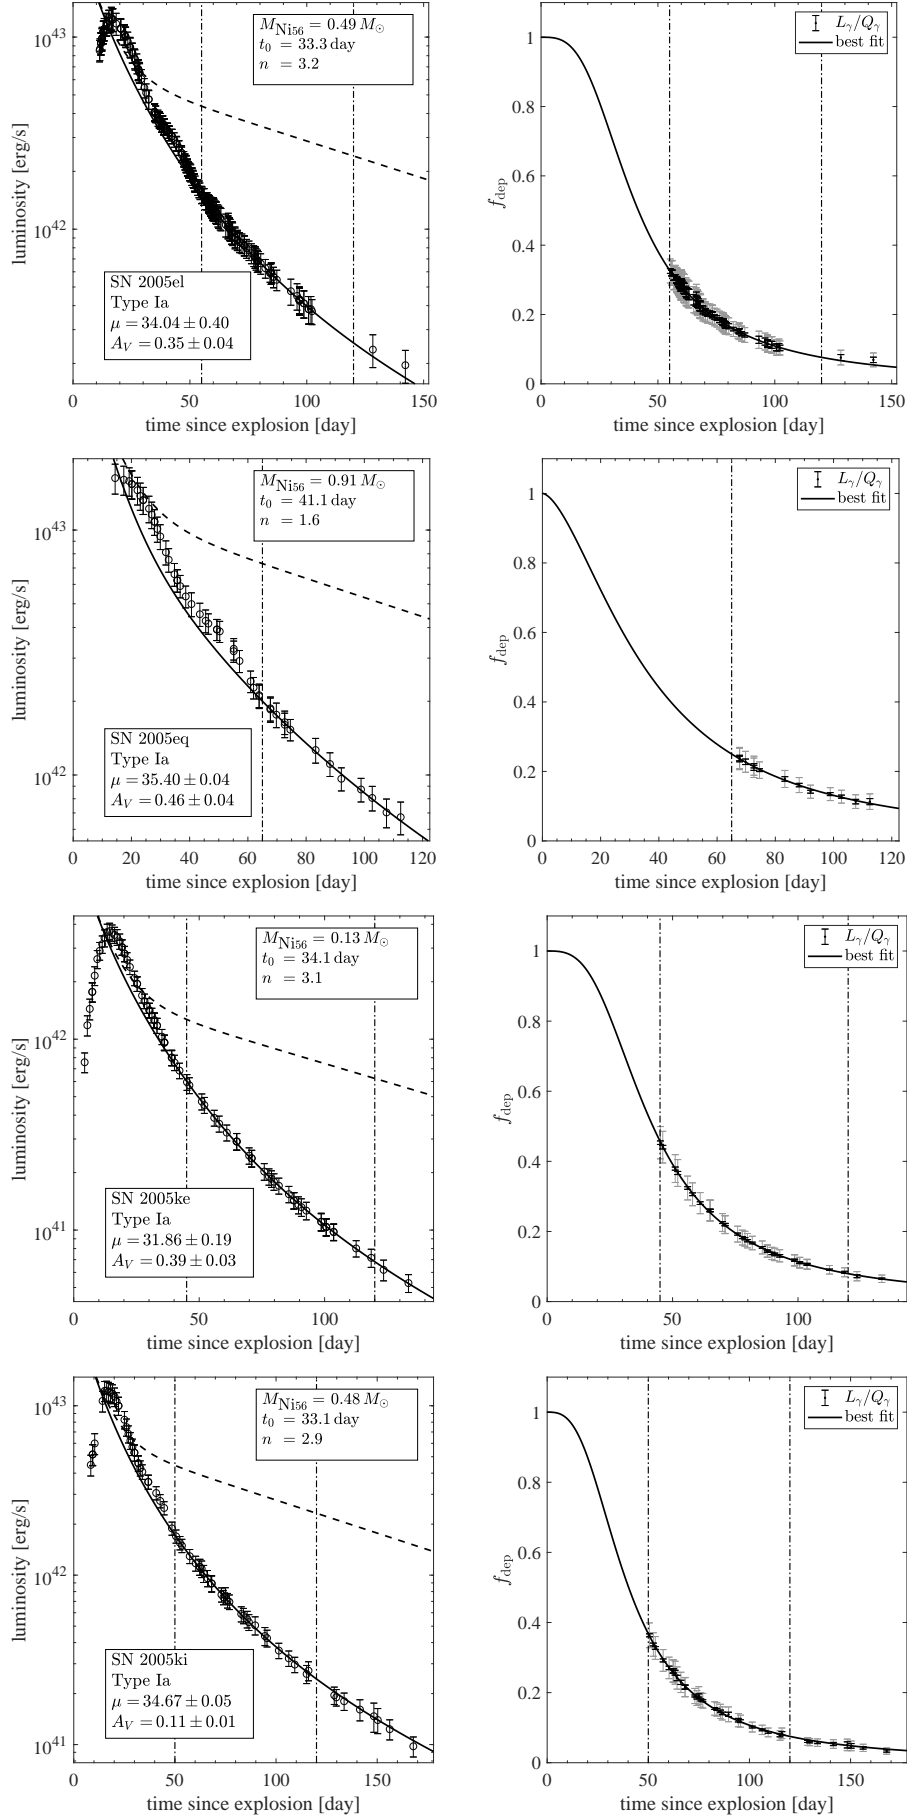 10^43
10^42
luminosity [erg/s]
M_Ni56 = 0.49 M_⊙
t_0 = 33.3 day
n = 3.2
SN 2005el
Type Ia
μ = 34.04 ± 0.40
A_V = 0.35 ± 0.04
0 50 100 150
time since explosion [day]
L_γ/Q_γ
best fit
1
0.8
0.6
0.4
0.2
0
f_dep
0 50 100 150
time since explosion [day]
10^43
10^42
luminosity [erg/s]
M_Ni56 = 0.91 M_⊙
t_0 = 41.1 day
n = 1.6
SN 2005eq
Type Ia
μ = 35.40 ± 0.04
A_V = 0.46 ± 0.04
0 20 40 60 80 100 120
time since explosion [day]
L_γ/Q_γ
best fit
1
0.8
0.6
0.4
0.2
0
f_dep
0 20 40 60 80 100 120
time since explosion [day]
10^42
10^41
luminosity [erg/s]
M_Ni56 = 0.13 M_⊙
t_0 = 34.1 day
n = 3.1
SN 2005ke
Type Ia
μ = 31.86 ± 0.19
A_V = 0.39 ± 0.03
0 50 100
time since explosion [day]
L_γ/Q_γ
best fit
1
0.8
0.6
0.4
0.2
0
f_dep
0 50 100
time since explosion [day]
10^43
10^42
10^41
luminosity [erg/s]
M_Ni56 = 0.48 M_⊙
t_0 = 33.1 day
n = 2.9
SN 2005ki
Type Ia
μ = 34.67 ± 0.05
A_V = 0.11 ± 0.01
0 50 100 150
time since explosion [day]
L_γ/Q_γ
best fit
1
0.8
0.6
0.4
0.2
0
f_dep
0 50 100 150
time since explosion [day]